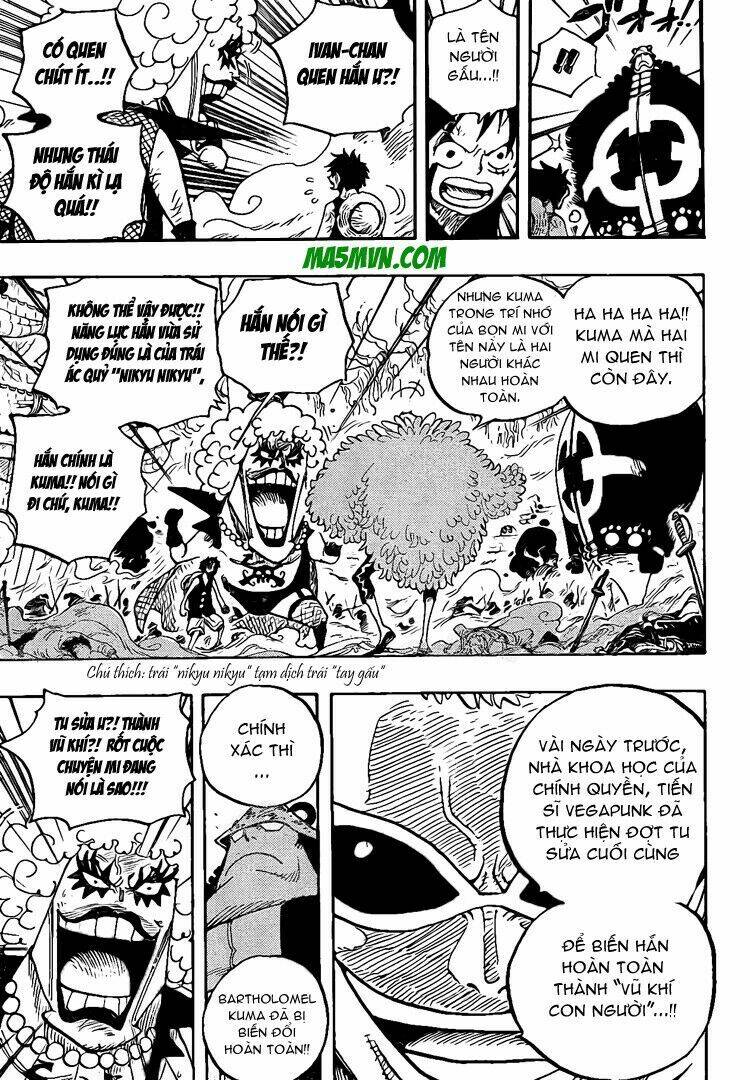 !!
LÀ TÊN
NGƯỜI
GẤU...!!
IVAN-CHAN
QUEN HẮN Ư?!
CÓ QUEN
CHÚT ÍT..!!
NHƯNG THÁI
ĐỘ HẮN KÌ LẠ
QUÁ!!
MASMVN.COM
HA HA HA HA!!
KUMA MÀ HAI
MI QUEN THÌ
CÒN ĐÂY.
NHƯNG KUMA
TRONG TRÍ NHỚ
CỦA BỌN MI VỚI
TÊN NÀY LÀ HAI
NGƯỜI KHÁC
NHAU HOÀN
TOÀN.
HẮN NÓI GÌ
THẾ?!
KHÔNG THỂ VẬY ĐƯỢC!!
NĂNG LỰC HẮN VỪA SỬ
DỤNG ĐÚNG LÀ CỦA TRÁI
ÁC QUỶ "NIKYU NIKYU",
HẮN CHÍNH LÀ
KUMA!! NÓI GÌ
ĐI CHÚ, KUMA!!
Chú thích: trái "nikyu nikyu" tạm dịch trái "tay gấu"
VÀI NGÀY TRƯỚC,
NHÀ KHOA HỌC CỦA
CHÍNH QUYỀN, TIẾN
SĨ VEGAPUNK ĐÃ
THỰC HIỆN ĐỢT TU
SỬA CUỐI CÙNG
ĐỂ BIẾN HẮN
HOÀN TOÀN
THÀNH "VŨ KHÍ
CON NGƯỜI"...!!
CHÍNH
XÁC THÌ
...
BARTHOLOMEL
KUMA ĐÃ BỊ
BIẾN ĐỔI
HOÀN TOÀN!!
TU SỬA Ư?! THÀNH
VŨ KHÍ?! RỐT CUỘC
CHUYỆN MI ĐANG
NÓI LÀ SAO!!!